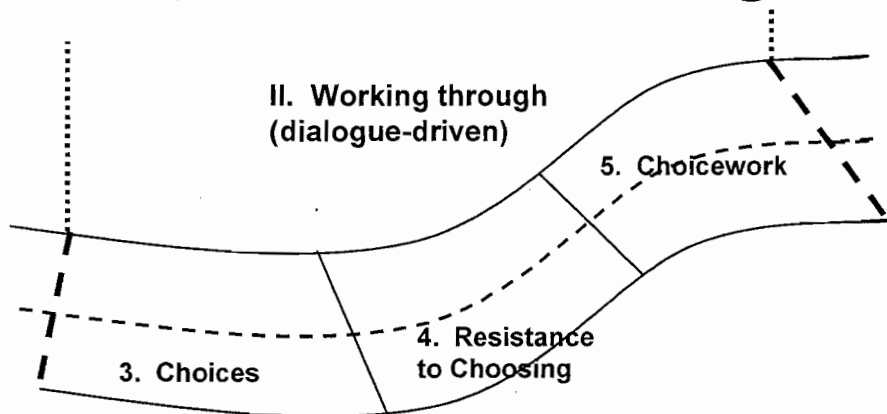 II. Working through
(dialogue-driven)
5. Choicework
4. Resistance
to Choosing
3. Choices